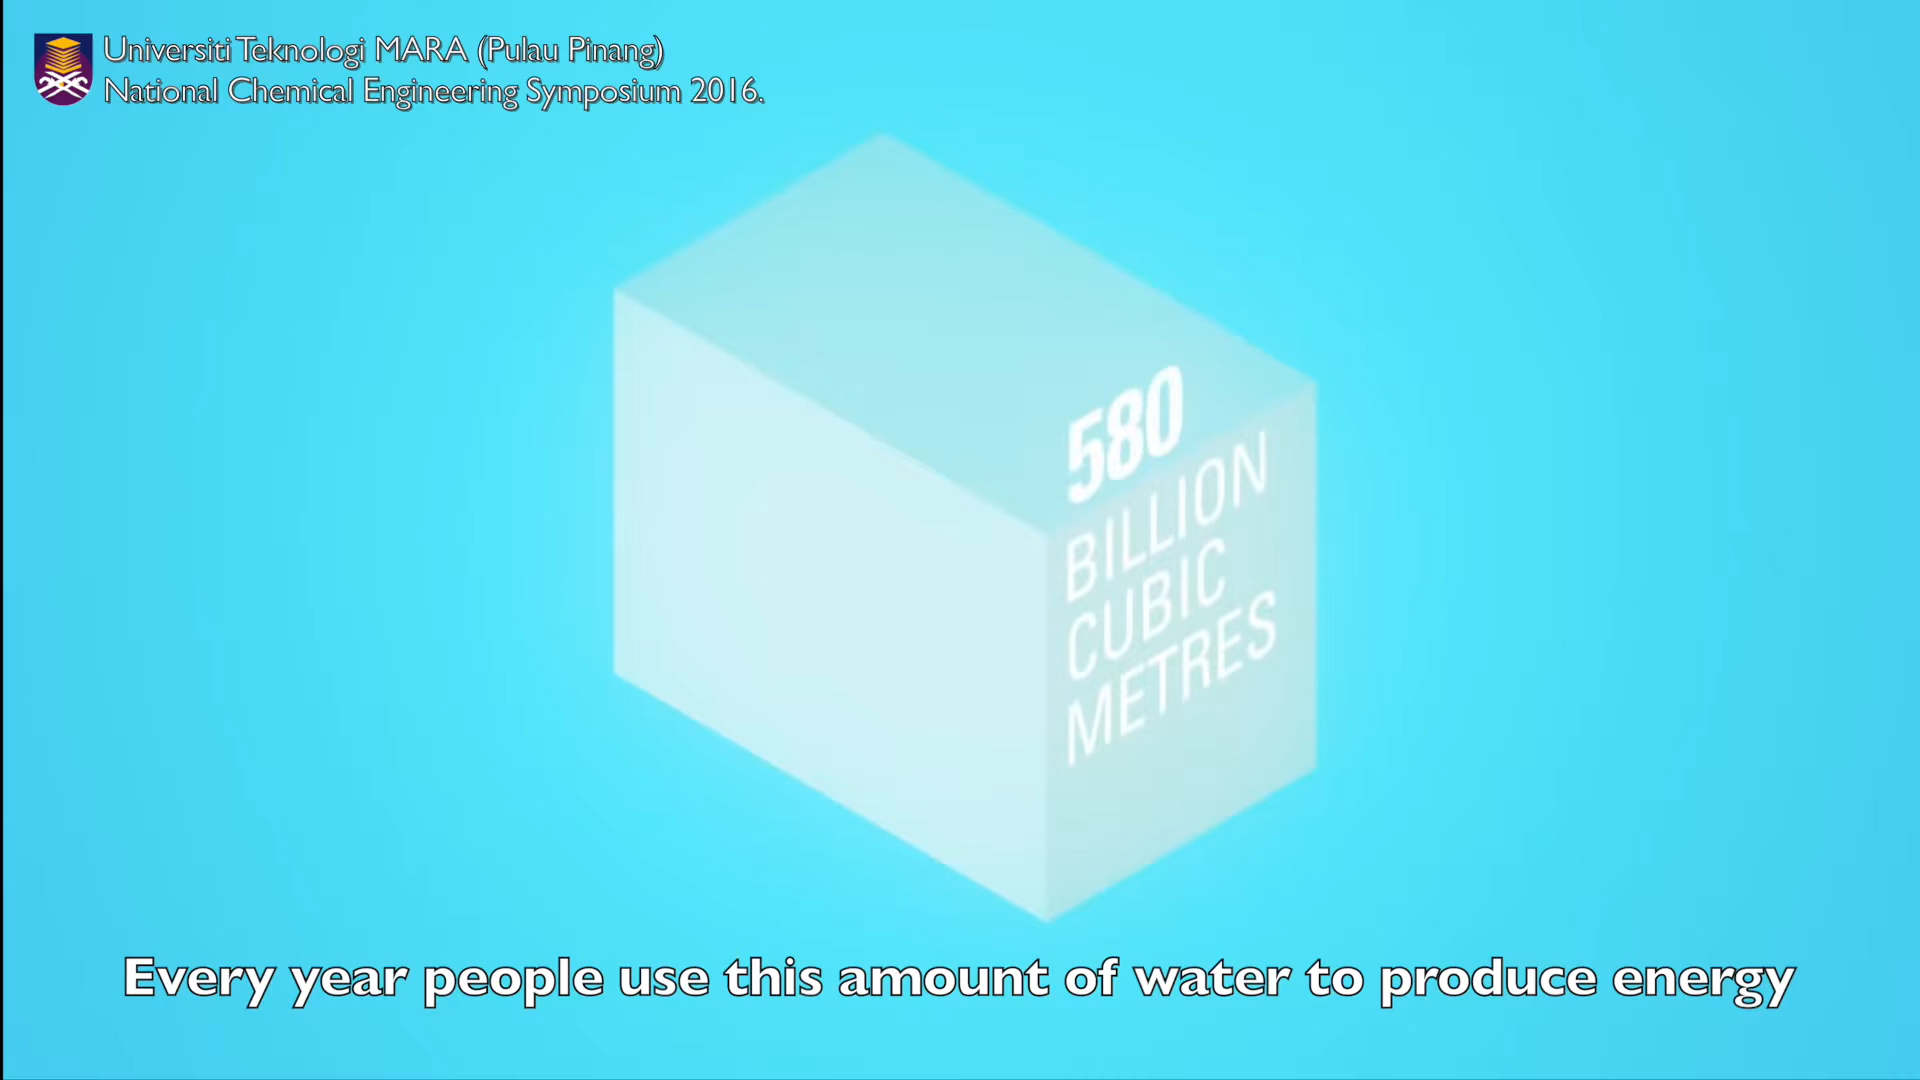 Universiti Teknologi MARA (Pulau Pinang)
National Chemical Engineering Symposium 2016.
580
BILLION
CUBIC
METRES
Every year people use this amount of water to produce energy